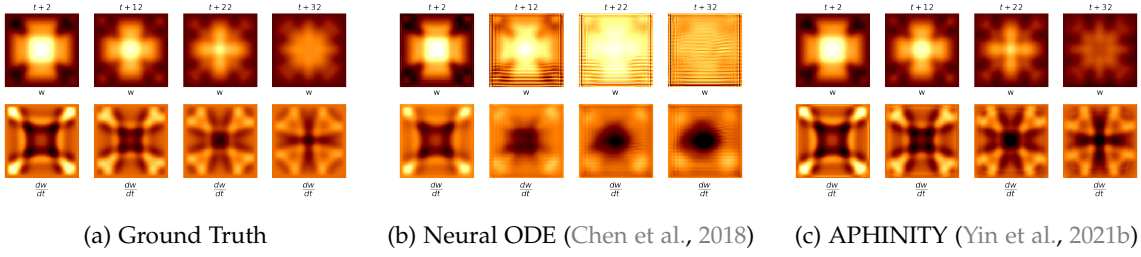 t + 2 t + 12 t + 22 t + 32
w w w w
dw/dt dw/dt dw/dt dw/dt
(a) Ground Truth
t + 2 t + 12 t + 22 t + 32
w w w w
dw/dt dw/dt dw/dt dw/dt
(b) Neural ODE (Chen et al., 2018)
t + 2 t + 12 t + 22 t + 32
w w w w
dw/dt dw/dt dw/dt dw/dt
(c) APHINITY (Yin et al., 2021b)